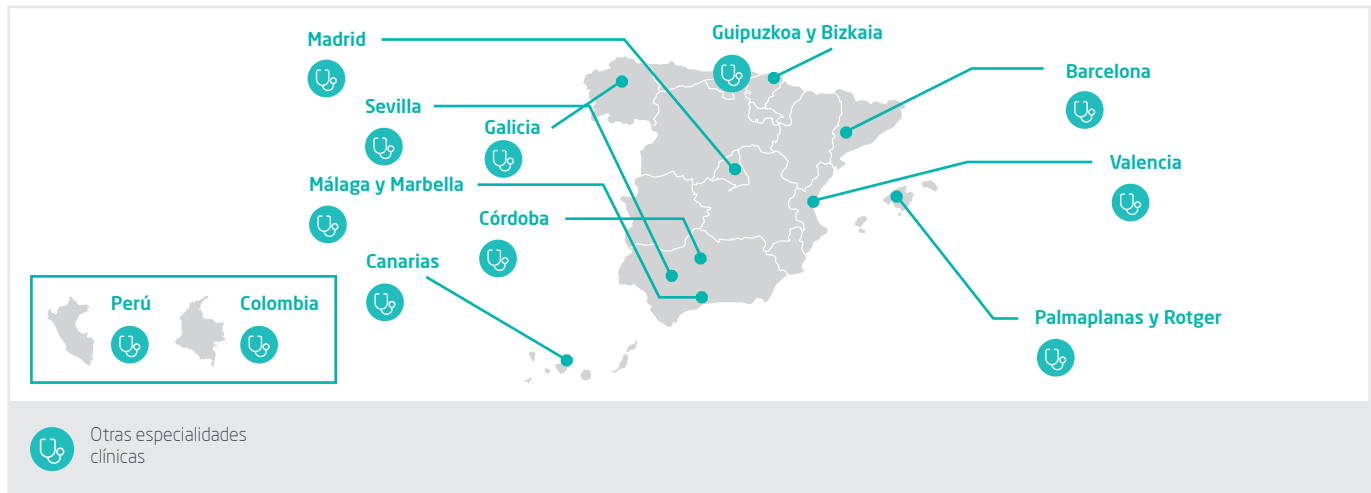 Madrid
Guipuzkoa y Bizkaia
Barcelona
Sevilla
Galicia
Valencia
Málaga y Marbella
Córdoba
Canarias
Perú
Colombia
Palmaplanas y Rotger
Otras especialidades
clínicas